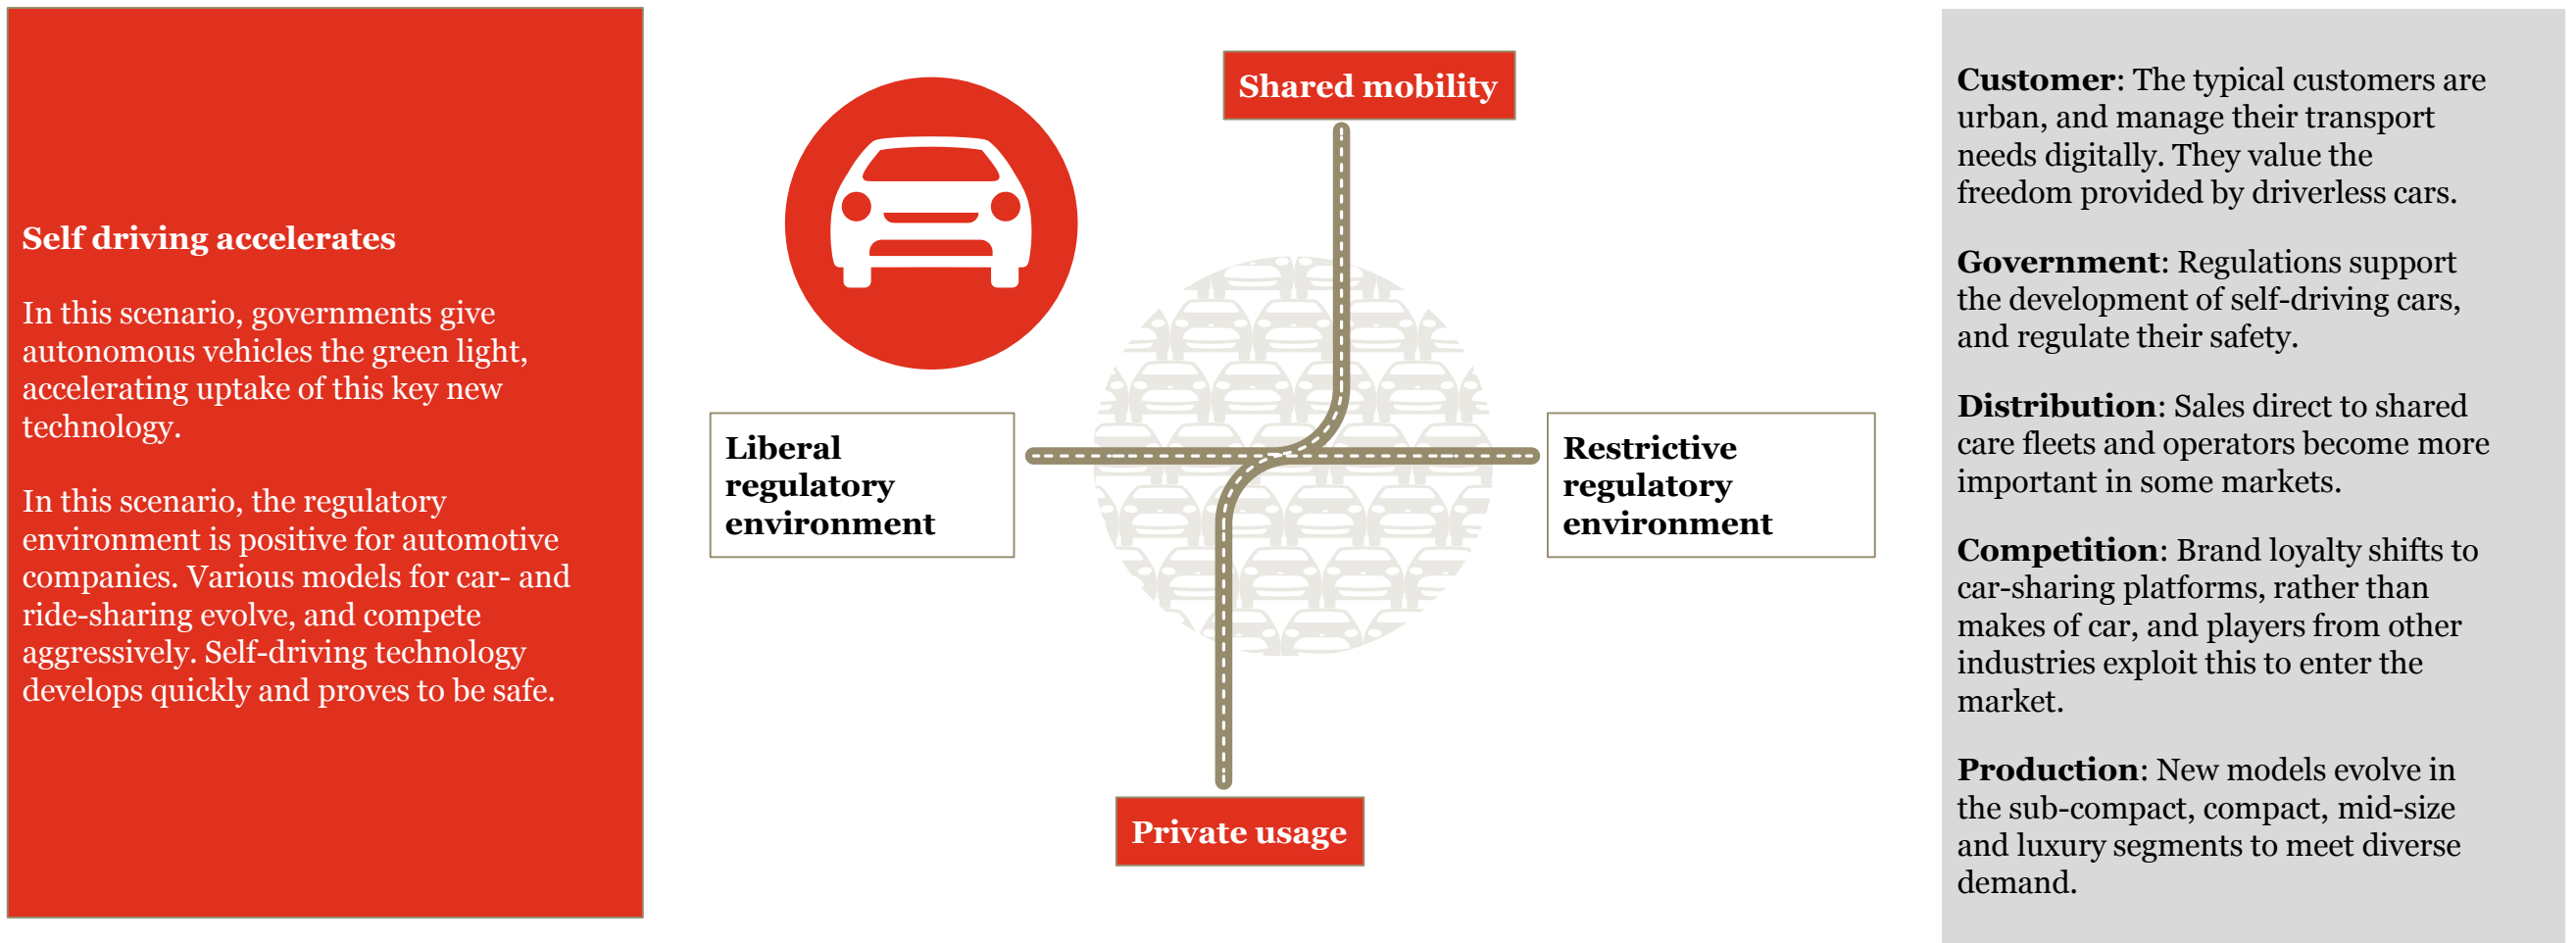 Self driving accelerates
In this scenario, governments give
autonomous vehicles the green light,
accelerating uptake of this key new
technology.
In this scenario, the regulatory
environment is positive for automotive
companies. Various models for car- and
ride-sharing evolve, and compete
aggressively. Self-driving technology
develops quickly and proves to be safe.
Shared mobility
Liberal
regulatory
environment
Restrictive
regulatory
environment
Private usage
Customer: The typical customers are
urban, and manage their transport
needs digitally. They value the
freedom provided by driverless cars.
Government: Regulations support
the development of self-driving cars,
and regulate their safety.
Distribution: Sales direct to shared
care fleets and operators become more
important in some markets.
Competition: Brand loyalty shifts to
car-sharing platforms, rather than
makes of car, and players from other
industries exploit this to enter the
market.
Production: New models evolve in
the sub-compact, compact, mid-size
and luxury segments to meet diverse
demand.